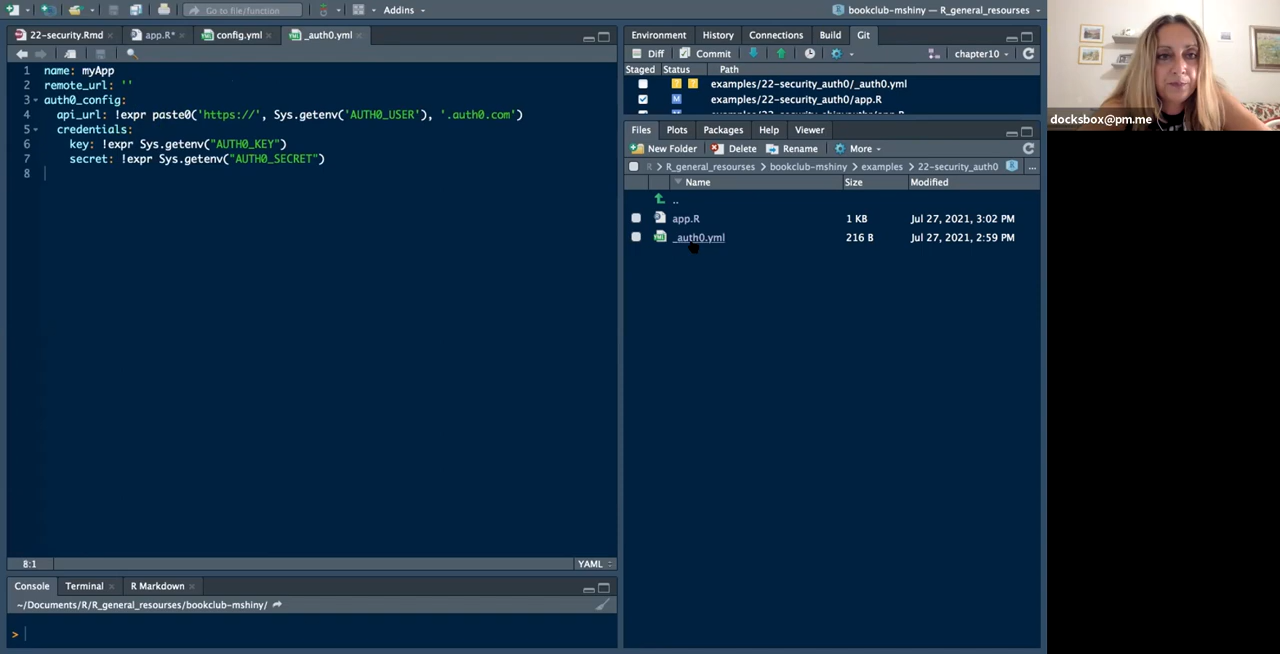 Go to file/function
Addins
bookclub-mshiny — R_general_resourses
22-security.Rmd
app.R*
config.yml
_auth0.yml
1 name: myApp
2 remote_url: ''
3 auth0_config:
4 api_url: !expr paste0('https://', Sys.getenv('AUTH0_USER'), '.auth0.com')
5 credentials:
6 key: !expr Sys.getenv("AUTH0_KEY")
7 secret: !expr Sys.getenv("AUTH0_SECRET")
8
8:1
YAML
Console
Terminal
R Markdown
~/Documents/R/R_general_resourses/bookclub-mshiny/
>
Environment
History
Connections
Build
Git
Diff
Commit
chapter10
Staged Status Path
examples/22-security_auth0/_auth0.yml
M examples/22-security_auth0/app.R
Files
Plots
Packages
Help
Viewer
New Folder
Delete
Rename
More
R_general_resourses > bookclub-mshiny > examples > 22-security_auth0
...
Name Size Modified
..
app.R 1 KB Jul 27, 2021, 3:02 PM
_auth0.yml 216 B Jul 27, 2021, 2:59 PM
docksbox@pm.me